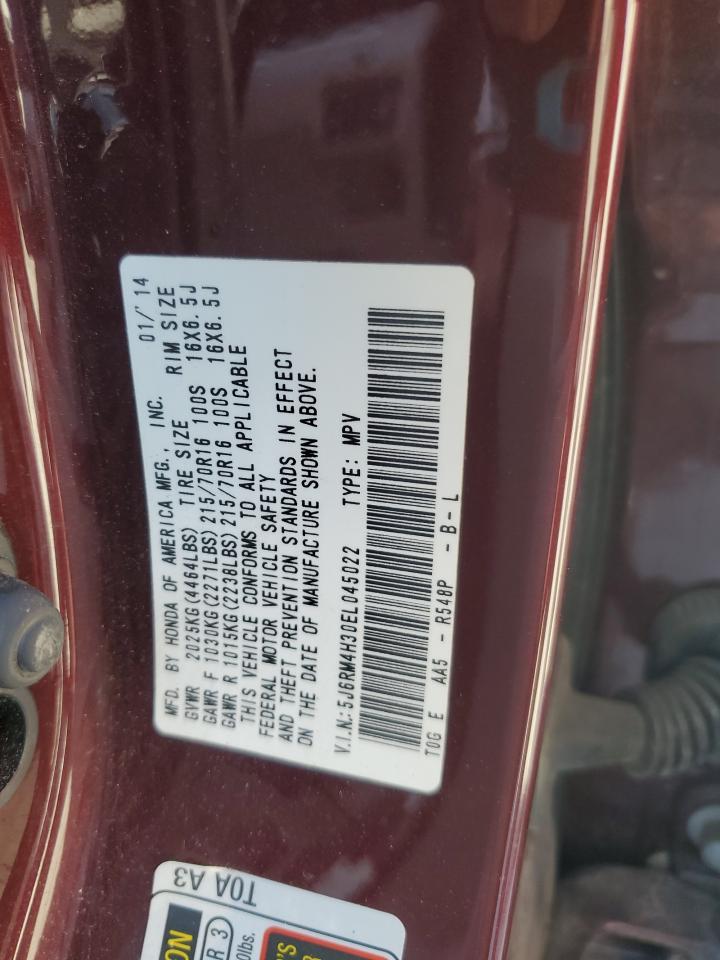 MFD. BY HONDA OF AMERICA MFG., INC. 01/'14
GVWR 2025KG(4464LBS) TIRE SIZE RIM SIZE
GAWR F 1030KG(2271LBS) 215/70R16 100S 16X6.5J
GAWR R 1015KG(2238LBS) 215/70R16 100S 16X6.5J
THIS VEHICLE CONFORMS TO ALL APPLICABLE
FEDERAL MOTOR VEHICLE SAFETY
AND THEFT PREVENTION STANDARDS IN EFFECT
ON THE DATE OF MANUFACTURE SHOWN ABOVE.
V.I.N.: 5J6RM4H30EL045022 TYPE: MPV
T0G E AA5 - R548P - B - L
T0A A3
ON
R 3
0lbs.
'S